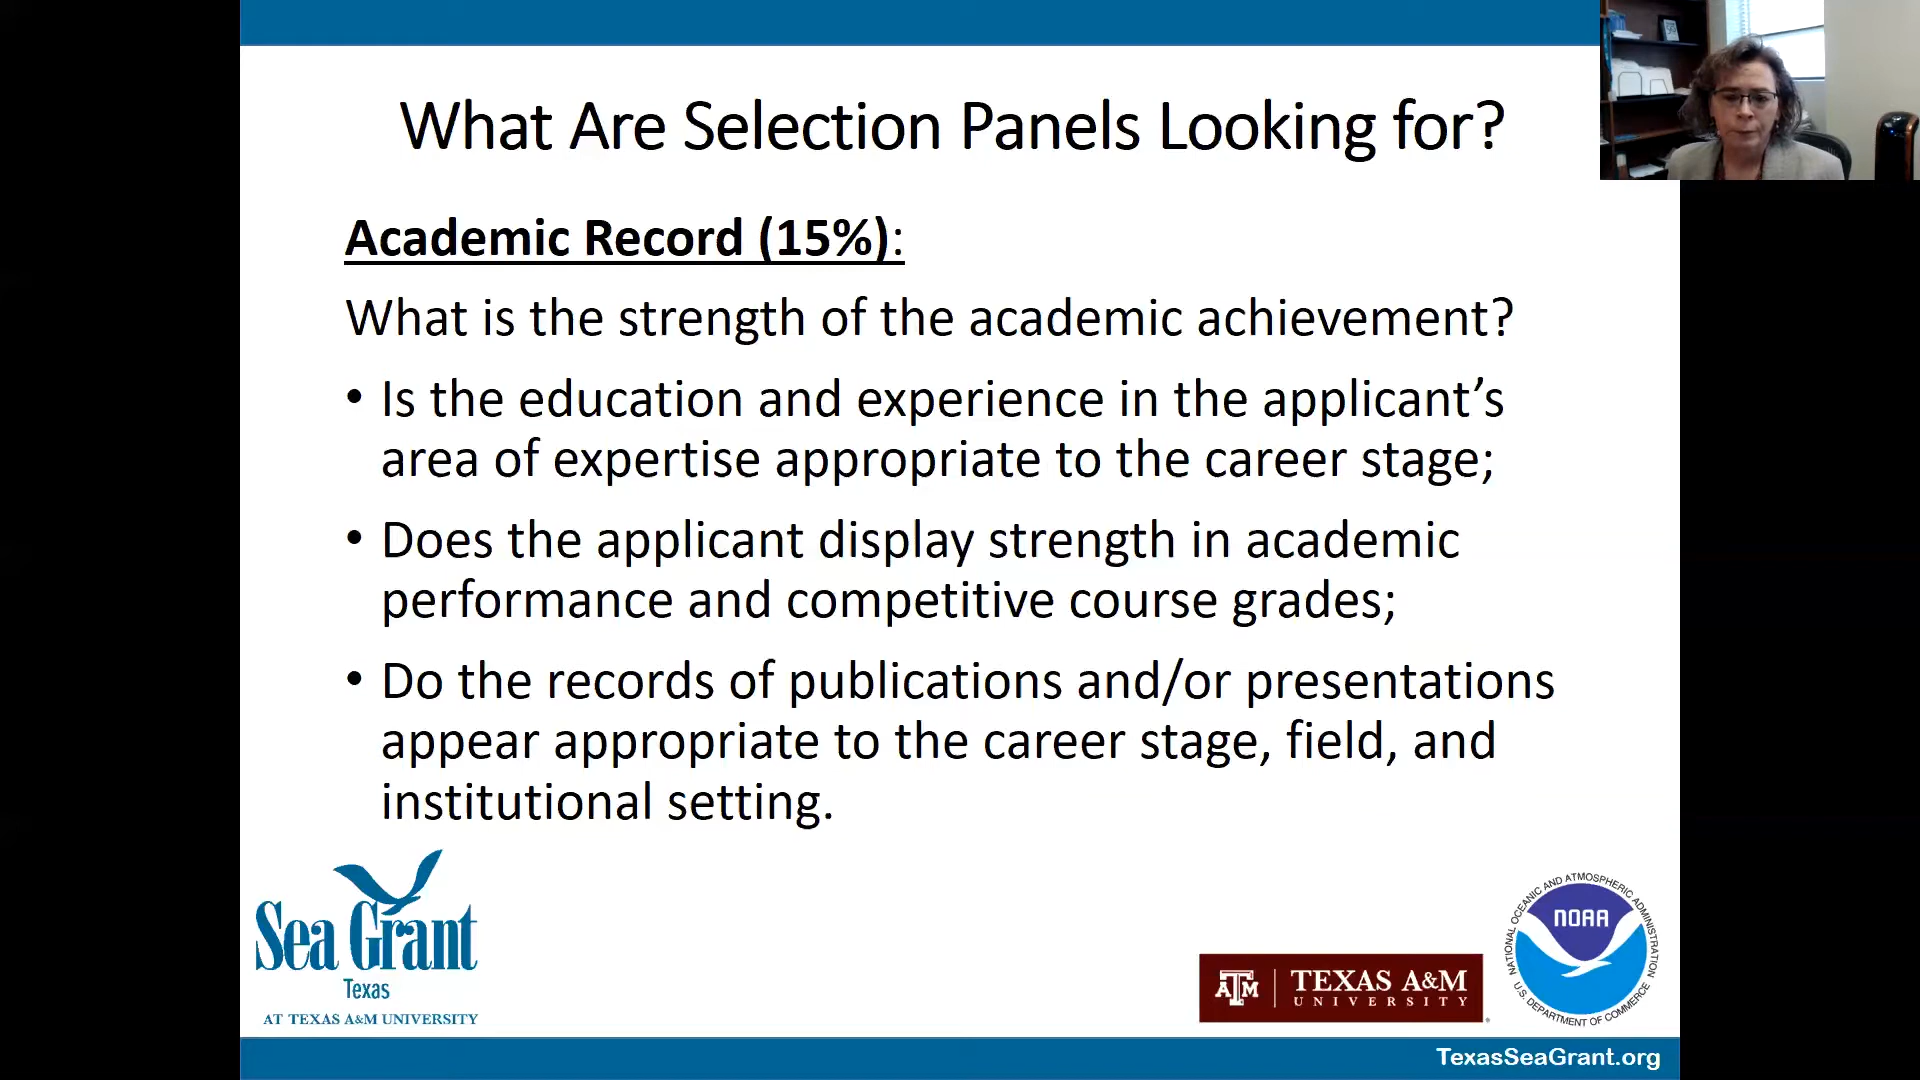 What Are Selection Panels Looking for?
Academic Record (15%):
What is the strength of the academic achievement?
• Is the education and experience in the applicant’s
area of expertise appropriate to the career stage;
• Does the applicant display strength in academic
performance and competitive course grades;
• Do the records of publications and/or presentations
appear appropriate to the career stage, field, and
institutional setting.
Sea Grant
Texas
AT TEXAS A&M UNIVERSITY
ATM
TEXAS A&M
UNIVERSITY
NATIONAL OCEANIC AND ATMOSPHERIC ADMINISTRATION
NOAA
U.S. DEPARTMENT OF COMMERCE
TexasSeaGrant.org